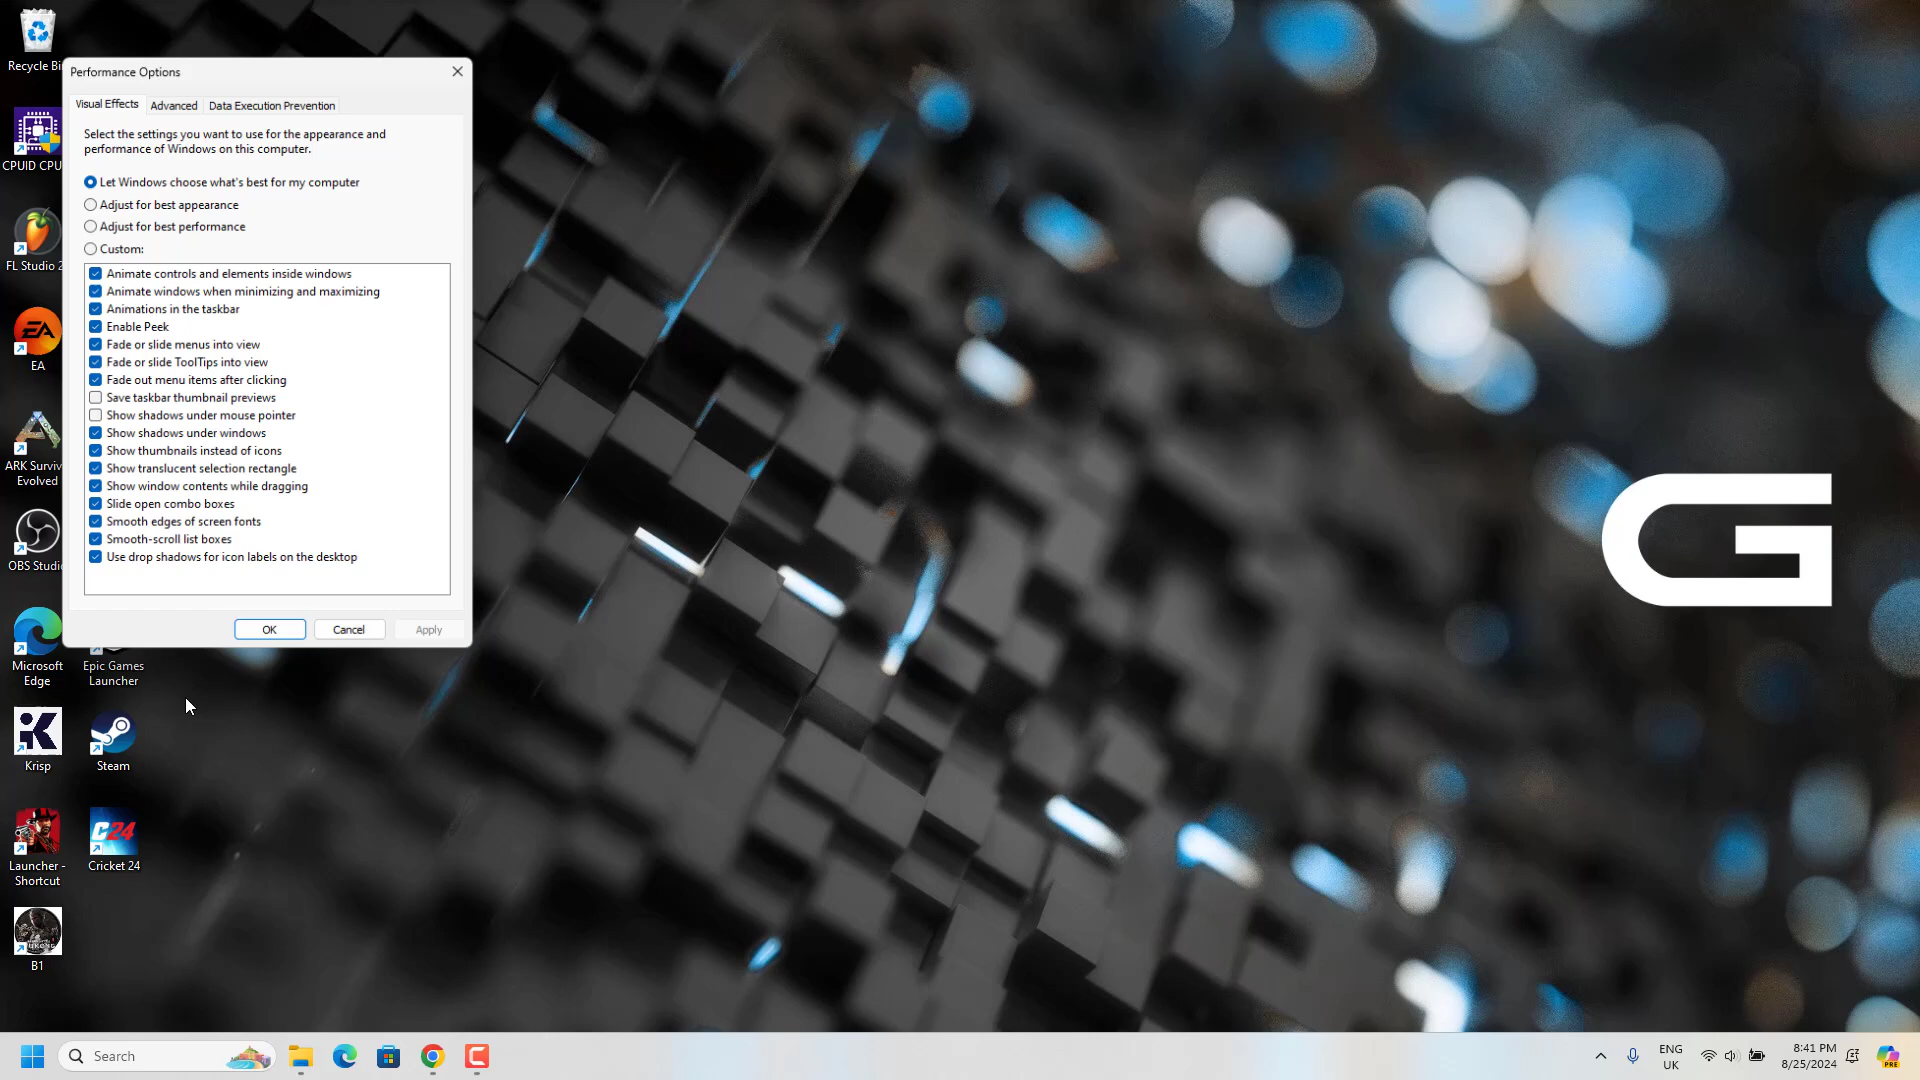 Recycle Bi
CPUID CPU
FL Studio 2
EA
EA
ARK Surviv
Evolved
OBS Studi
Microsoft
Edge
Krisp
Launcher -
Shortcut
B1
Epic Games
Launcher
Steam
C24
Cricket 24
Performance Options
Visual Effects
Advanced
Data Execution Prevention
Select the settings you want to use for the appearance and
performance of Windows on this computer.
Let Windows choose what's best for my computer
Adjust for best appearance
Adjust for best performance
Custom:
Animate controls and elements inside windows
Animate windows when minimizing and maximizing
Animations in the taskbar
Enable Peek
Fade or slide menus into view
Fade or slide ToolTips into view
Fade out menu items after clicking
Save taskbar thumbnail previews
Show shadows under mouse pointer
Show shadows under windows
Show thumbnails instead of icons
Show translucent selection rectangle
Show window contents while dragging
Slide open combo boxes
Smooth edges of screen fonts
Smooth-scroll list boxes
Use drop shadows for icon labels on the desktop
OK
Cancel
Apply
G
Search
ENG
UK
8:41 PM
8/25/2024
PRE